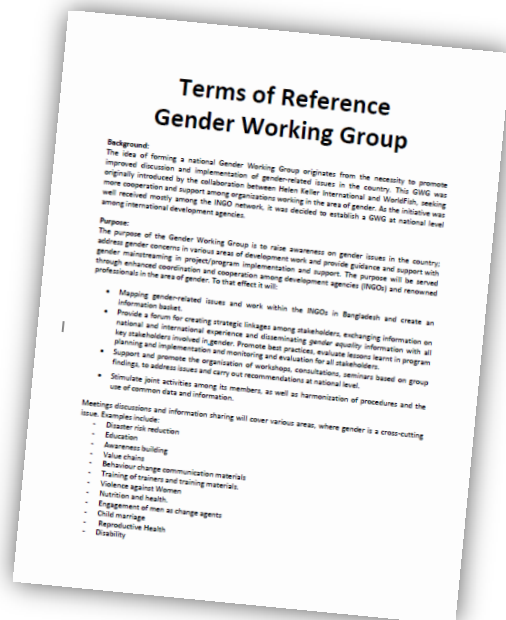 Terms of Reference
Gender Working Group
Background:
The idea of forming a national Gender Working Group originates from the necessity to promote
improved discussion and implementation of gender-related issues in the country. This GWG was
originally introduced by the collaboration between Helen Keller International and WorldFish, seeking
more cooperation and support among organizations working in the area of gender. As the initiative was
well received mostly among the INGO network, it was decided to establish a GWG at national level
among international development agencies.
Purpose:
The purpose of the Gender Working Group is to raise awareness on gender issues in the country;
address gender concerns in various areas of development work and provide guidance and support with
gender mainstreaming in project/program implementation and support. The purpose will be served
through enhanced coordination and cooperation among development agencies (INGOs) and renowned
professionals in the area of gender. To that effect it will:
• Mapping gender-related issues and work within the INGOs in Bangladesh and create an
information basket.
• Provide a forum for creating strategic linkages among stakeholders, exchanging information on
national and international experience and disseminating gender equality information with all
key stakeholders involved in gender. Promote best practices, evaluate lessons learnt in program
planning and implementation and monitoring and evaluation for all stakeholders.
• Support and promote the organisation of workshops, consultations, seminars based on group
findings, to address issues and carry out recommendations at national level.
• Stimulate joint activities among its members, as well as harmonization of procedures and the
use of common data and information.
Meetings discussions and information sharing will cover various areas, where gender is a cross-cutting
issue. Examples include:
- Disaster risk reduction
- Education
- Awareness building
- Value chains
- Behaviour change communication materials
- Training of trainers and training materials.
- Violence against Women
- Nutrition and health.
- Engagement of men as change agents
- Child marriage
- Reproductive Health
- Disability